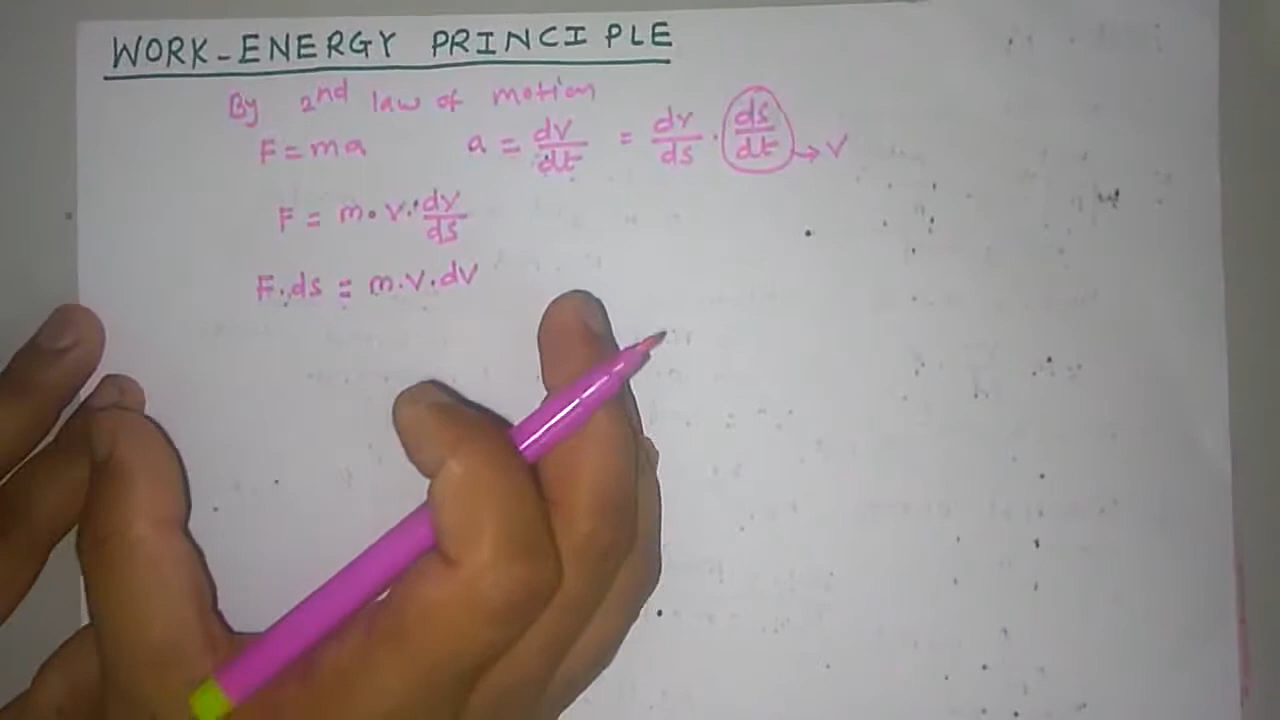 WORK-ENERGY PRINCIPLE
By 2nd law of motion
F = ma a = dv/dt = dv/ds · ds/dt → V
F = m · V · dv/ds
F. ds = m.V.dV